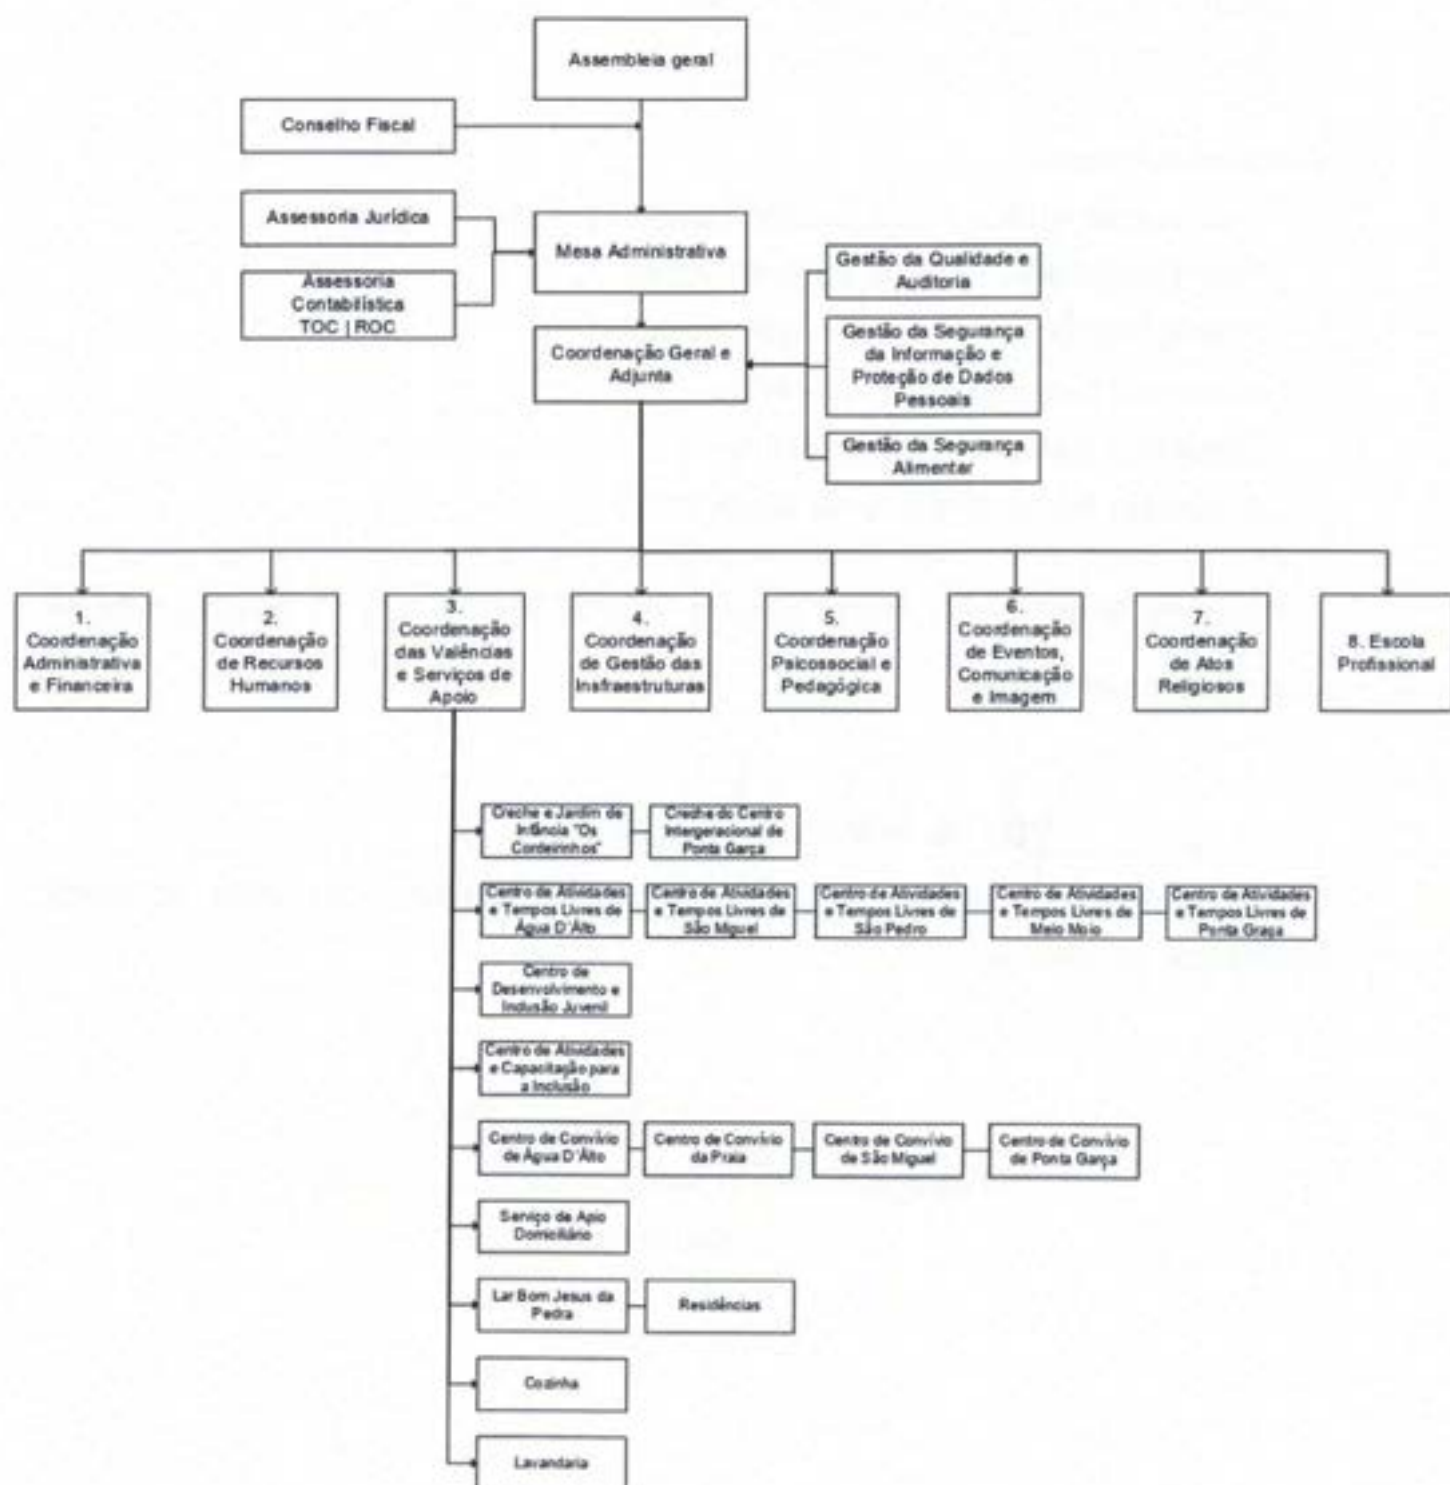 Assembleia geral
Conselho Fiscal
Assessoria Jurídica
Assessoria
Contabilística
TOC | ROC
Mesa Administrativa
Coordenação Geral e
Adjunta
Gestão da Qualidade e
Auditoria
Gestão da Segurança
da Informação e
Proteção de Dados
Pessoais
Gestão da Segurança
Alimentar
1.
Coordenação
Administrativa
e Financeira
2.
Coordenação
de Recursos
Humanos
3.
Coordenação
das Valências
e Serviços de
Apoio
4.
Coordenação
de Gestão das
Insfraestruturas
5.
Coordenação
Psicossocial e
Pedagógica
6.
Coordenação
de Eventos,
Comunicação
e Imagem
7.
Coordenação
de Atos
Religiosos
8. Escola
Profissional
Creche e Jardim de
Infância "Os
Cordeirinhos"
Creche do Centro
Intergeracional de
Ponta Garça
Centro de Atividades
e Tempos Livres de
Água D'Álto
Centro de Atividades
e Tempos Livres de
São Miguel
Centro de Atividades
e Tempos Livres de
São Pedro
Centro de Atividades
e Tempos Livres de
Meio Moio
Centro de Atividades
e Tempos Livres de
Ponta Graça
Centro de
Desenvolvimento e
Inclusão Juvenil
Centro de Atividades
e Capacitação para
a Inclusão
Centro de Convívio
de Água D'Álto
Centro de Convívio
da Praia
Centro de Convívio
de São Miguel
Centro de Convívio
de Ponta Garça
Serviço de Apio
Domiciliário
Lar Bom Jesus da
Pedra
Residências
Cozinha
Lavandaria